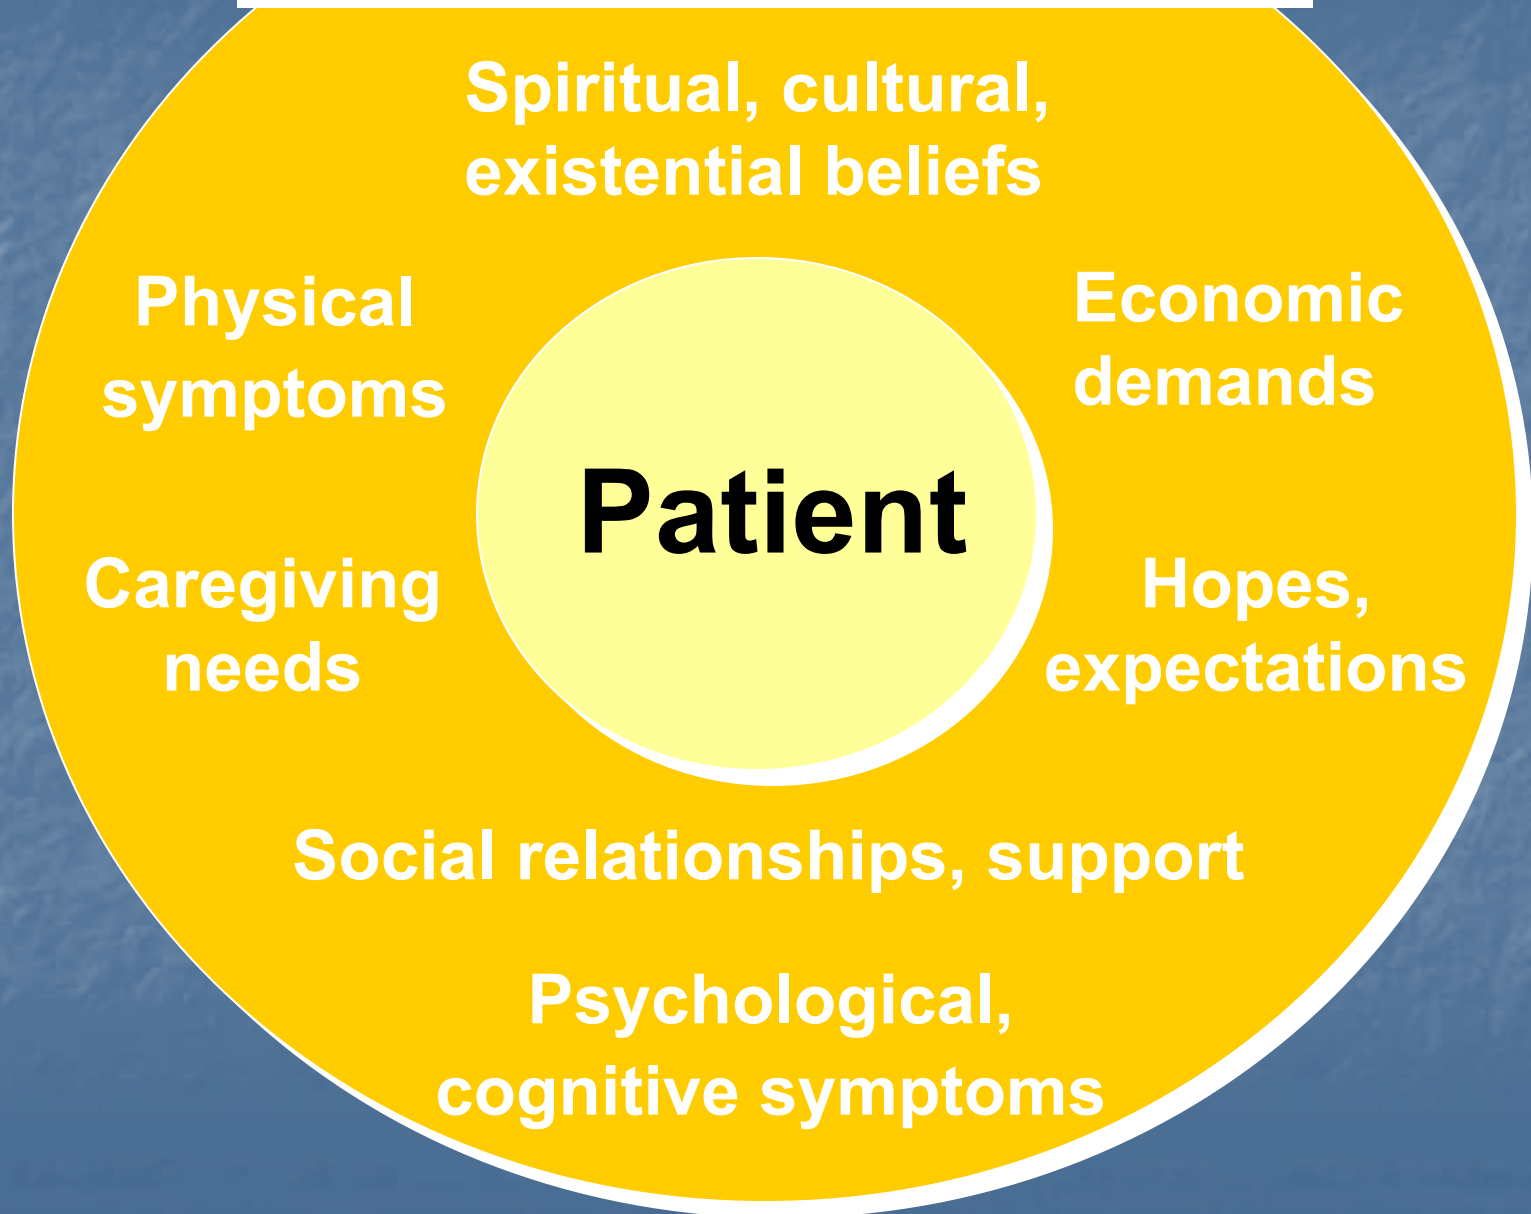 Spiritual, cultural,
existential beliefs
Physical
symptoms
Economic
demands
Patient
Caregiving
needs
Hopes,
expectations
Social relationships, support
Psychological,
cognitive symptoms